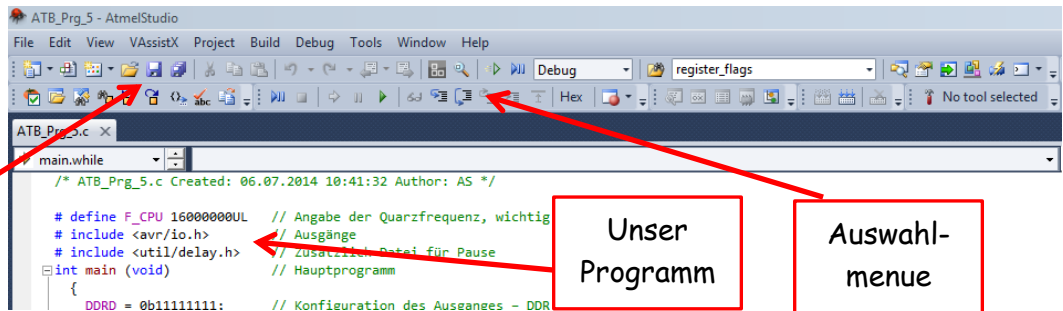 ATB_Prg_5 - AtmelStudio
File Edit View VAssistX Project Build Debug Tools Window Help
Debug register_flags
Hex No tool selected
ATB_Prg_5.c
main.while
/* ATB_Prg_5.c Created: 06.07.2014 10:41:32 Author: AS */
# define F_CPU 16000000UL // Angabe der Quarzfrequenz, wichtig
# include <avr/io.h> // Ausgänge
# include <util/delay.h> // Zusätzlich Datei für Pause
int main (void) // Hauptprogramm
{
DDRD = 0b11111111; // Konfiguration des Ausganges – DDR
Unser
Programm
Auswahl-
menue